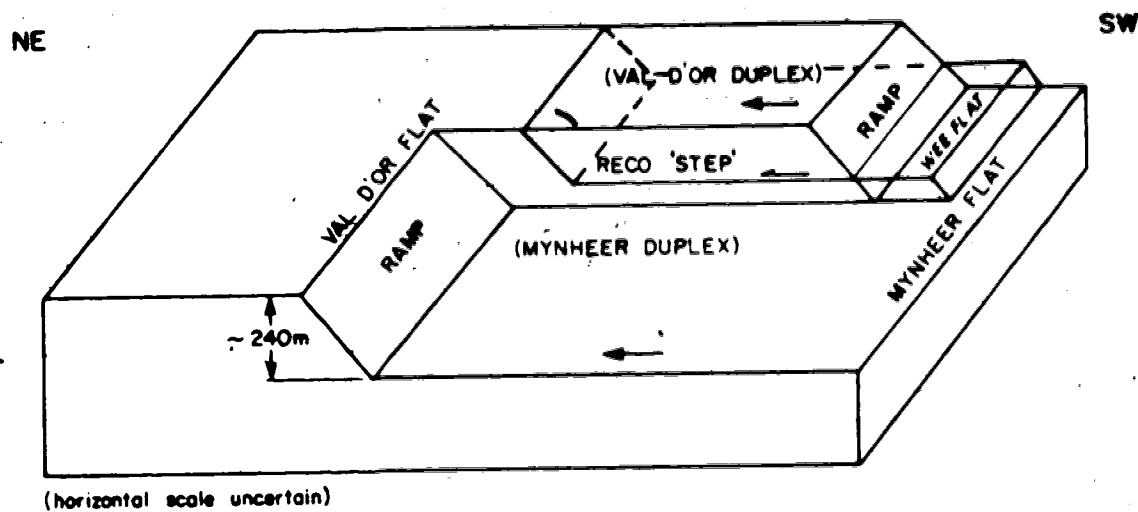 NE
SW
(VAL D'OR DUPLEX)
RAMP
WEE FLAT
VAL D'OR FLAT
RECO 'STEP'
RAMP
(MYNHEER DUPLEX)
MYNHEER FLAT
~ 240m
(horizontal scale uncertain)